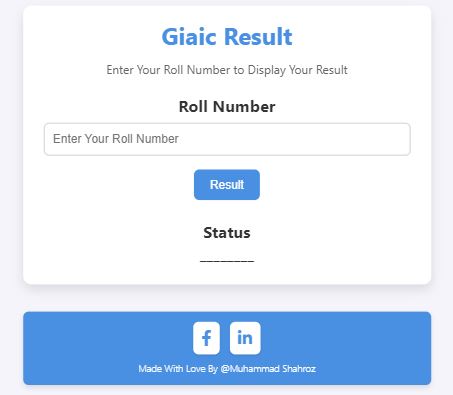 Giaic Result
Enter Your Roll Number to Display Your Result
Roll Number
Enter Your Roll Number
Result
Status
________
f
in
Made With Love By @Muhammad Shahroz